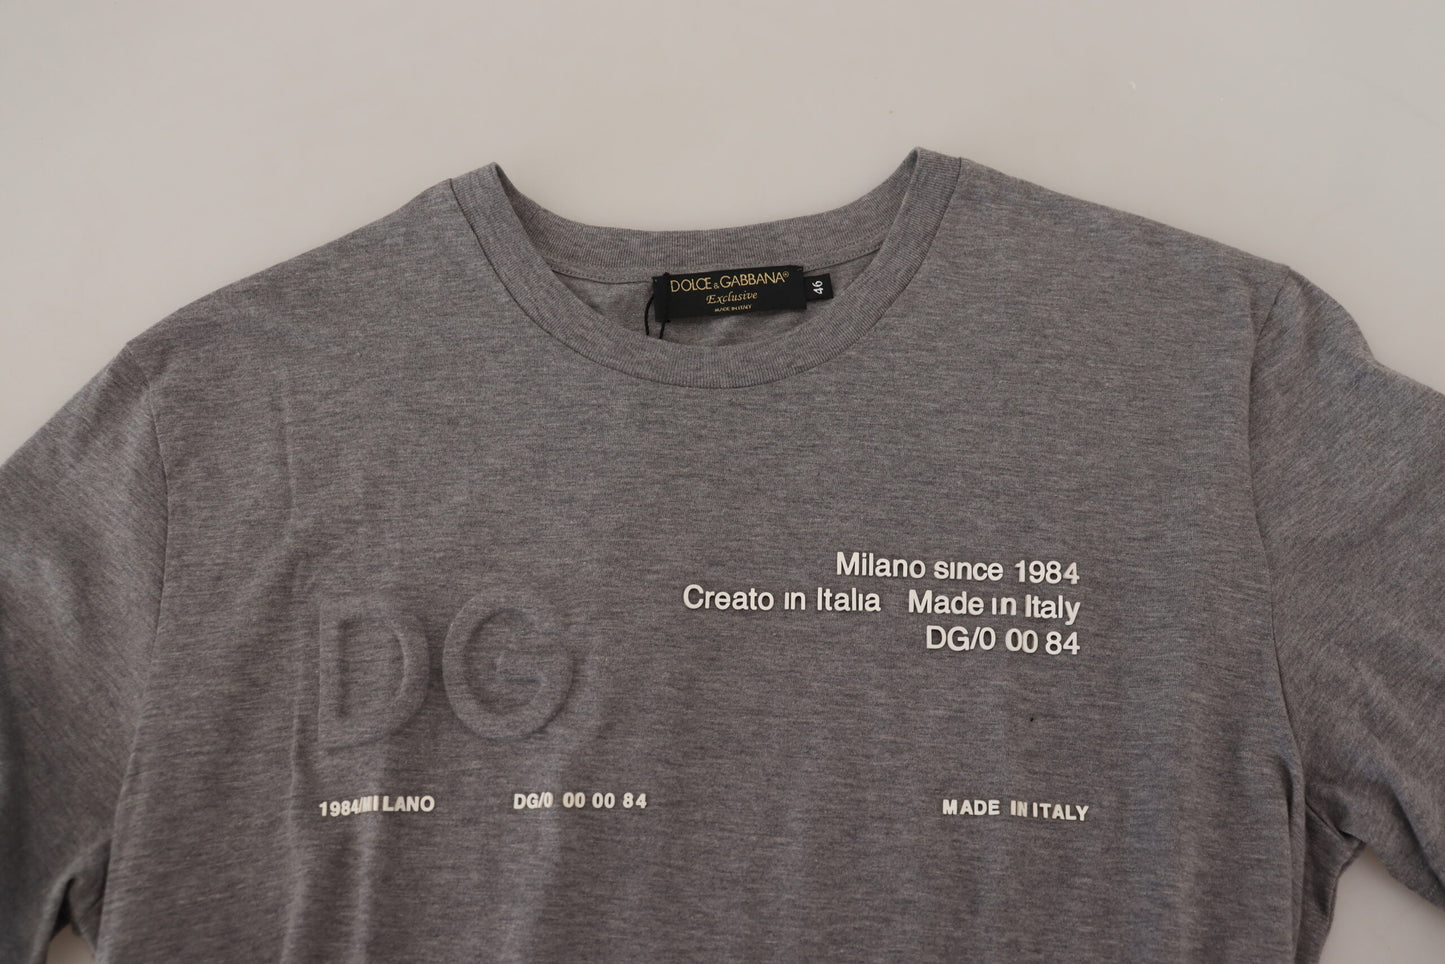 DOLCE & GABBANA®
Exclusive
MADE IN ITALY
46
Milano since 1984
Creato in Italia Made in Italy
DG/0 00 84
DG
1984/MILANO DG/0 00 00 84 MADE IN ITALY